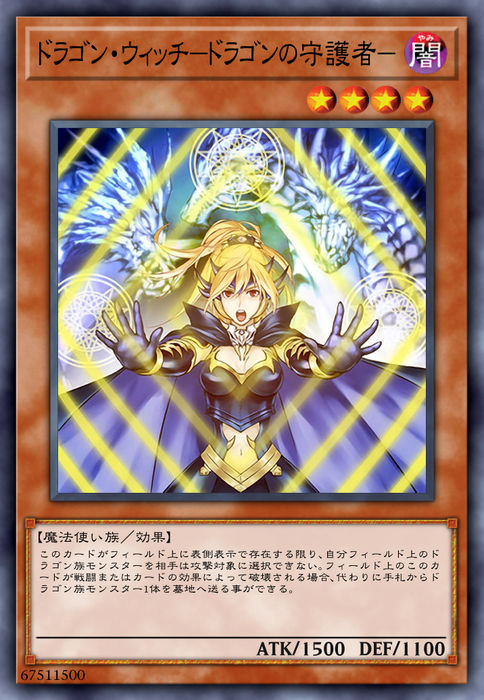 ドラゴン・ウィッチードラゴンの守護者ー
やみ
闇
【魔法使い族／効果】
このカードがフィールド上に表側表示で存在する限り、自分フィールド上のド
ラゴン族モンスターを相手は攻撃対象に選択できない。フィールド上のこのカ
ードが戦闘またはカードの効果によって破壊される場合、代わりに手札からド
ラゴン族モンスター1体を墓地へ送る事ができる。
ATK/1500 DEF/1100
67511500